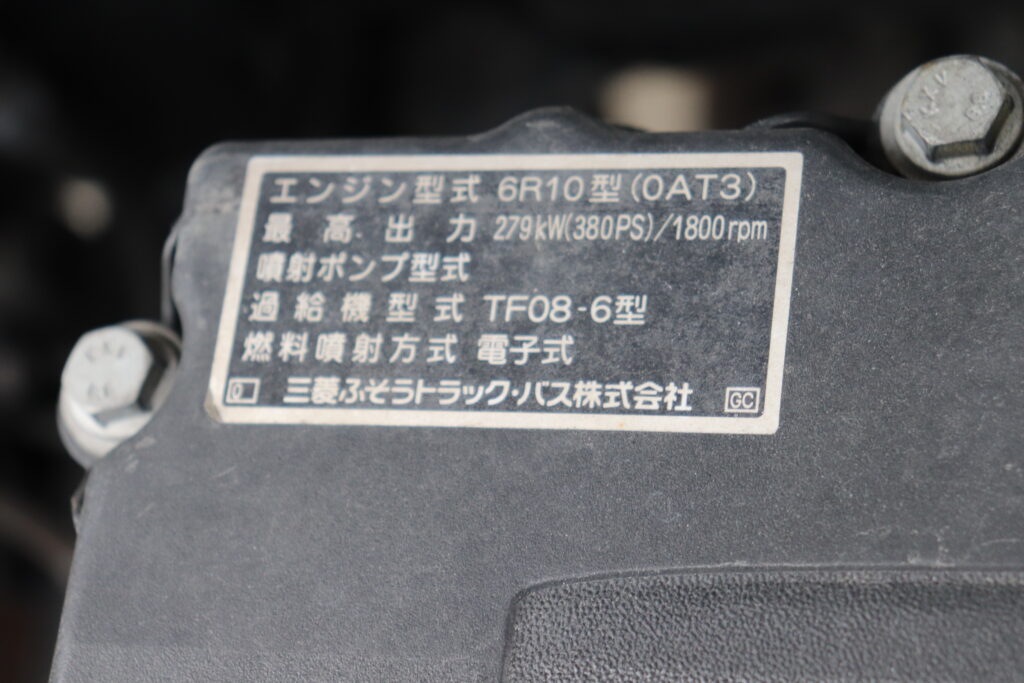 エンジン型式 6R10型(0AT3)
最高出力 279kW(380PS)/1800rpm
噴射ポンプ型式
過給機型式 TF08-6型
燃料噴射方式 電子式
三菱ふそうトラック・バス株式会社 GC